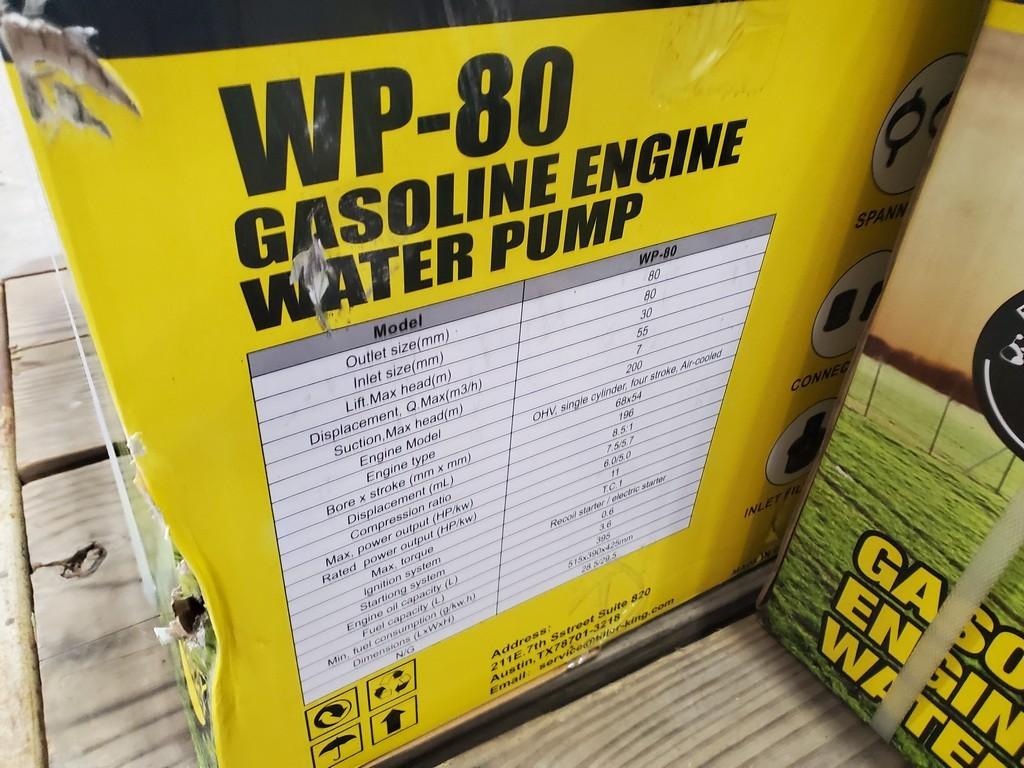 WP-80
GASOLINE ENGINE
WATER PUMP
Model WP-80
Outlet size(mm) 80
Inlet size(mm) 80
Lift.Max head(m) 30
Displacement, Q.Max(m3/h) 55
Suction,Max head(m) 7
Engine Model 200
Engine type OHV, single cylinder, four stroke, Air-cooled
Bore x stroke (mm x mm) 68x54
Displacement (mL) 196
Compression ratio 8.5:1
Max, power output (HP/kw) 7.5/5.7
Rated power output (HP/kw) 6.0/5.0
Max, torque 11
Ignition system T.C.1
Startiong system Recoil starter / electric starter
Engine oil capacity (L) 0.6
Fuel capacity (L) 3.6
Min, fuel consumption (g/kw.h) 395
Dimensions (LxWxH) 515x390x425mm
N/G 28.5/29.5
Address:
211E.7th Sstreet Suite 820
Austin, TX78701-3218
Email:
SPANN
CONNEC
INLET FIL
GASO
ENGIN
WATE